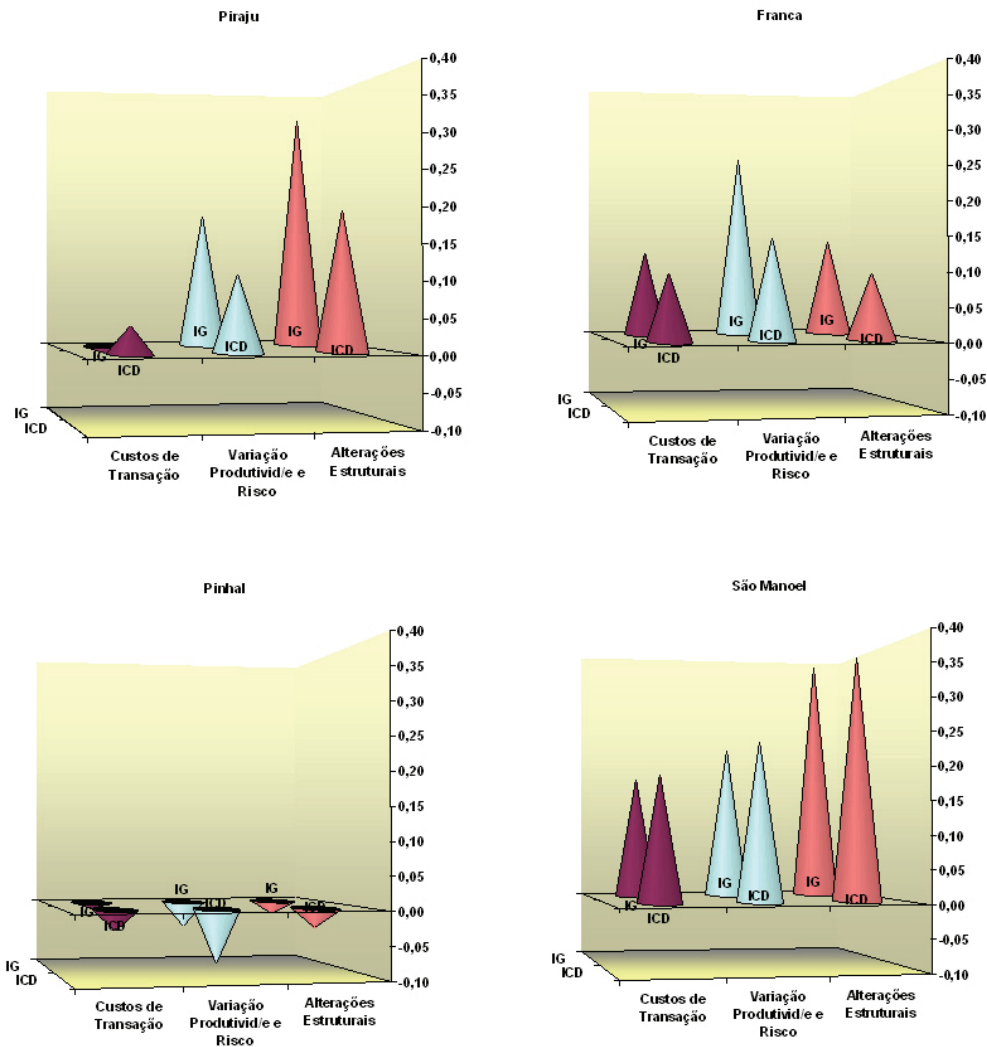 Piraju
0,40
0,35
0,30
0,25
0,20
0,15
0,10
0,05
0,00
-0,05
-0,10
IG
ICD
IG
ICD
IG
ICD
IG
ICD
Custos de
Transação
Variação
Produtivid/e e
Risco
Alterações
Estruturais
Franca
0,40
0,35
0,30
0,25
0,20
0,15
0,10
0,05
0,00
-0,05
-0,10
IG
ICD
IG
ICD
IG
ICD
IG
ICD
Custos de
Transação
Variação
Produtivid/e e
Risco
Alterações
Estruturais
Pinhal
0,40
0,35
0,30
0,25
0,20
0,15
0,10
0,05
0,00
-0,05
-0,10
IG
ICD
IG
ICD
IG
ICD
IG
ICD
Custos de
Transação
Variação
Produtivid/e e
Risco
Alterações
Estruturais
São Manoel
0,40
0,35
0,30
0,25
0,20
0,15
0,10
0,05
0,00
-0,05
-0,10
IG
ICD
IG
ICD
IG
ICD
IG
ICD
Custos de
Transação
Variação
Produtivid/e e
Risco
Alterações
Estruturais